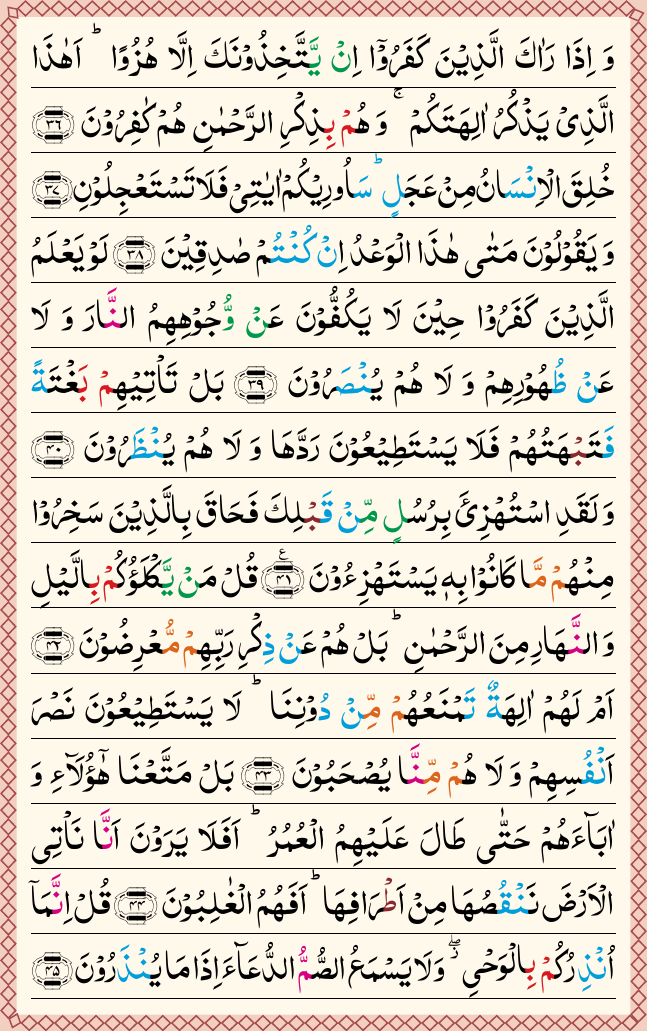 وَ اِذَا رَاٰكَ الَّذِيْنَ كَفَرُوْۤا اِنْ يَّتَّخِذُوْنَكَ اِلَّا هُزُوًا ؕ اَهٰذَا
الَّذِىْ يَذْكُرُ اٰلِهَتَكُمْ ۚ وَ هُمْ بِذِكْرِ الرَّحْمٰنِ هُمْ كٰفِرُوْنَ ﴿۳۶﴾
خُلِقَ الْاِنْسَانُ مِنْ عَجَلٍ ؕ سَاُورِيْكُمْ اٰيٰتِىْ فَلَا تَسْتَعْجِلُوْنِ ﴿۳۷﴾
وَ يَقُوْلُوْنَ مَتٰى هٰذَا الْوَعْدُ اِنْ كُنْتُمْ صٰدِقِيْنَ ﴿۳۸﴾ لَوْ يَعْلَمُ
الَّذِيْنَ كَفَرُوْا حِيْنَ لَا يَكُفُّوْنَ عَنْ وُّجُوْهِهِمُ النَّارَ وَ لَا
عَنْ ظُهُوْرِهِمْ وَ لَا هُمْ يُنْصَرُوْنَ ﴿۳۹﴾ بَلْ تَاْتِيْهِمْ بَغْتَةً
فَتَبْهَتُهُمْ فَلَا يَسْتَطِيْعُوْنَ رَدَّهَا وَ لَا هُمْ يُنْظَرُوْنَ ﴿۴۰﴾
وَ لَقَدِ اسْتُهْزِئَ بِرُسُلٍ مِّنْ قَبْلِكَ فَحَاقَ بِالَّذِيْنَ سَخِرُوْا
مِنْهُمْ مَّا كَانُوْا بِهٖ يَسْتَهْزِءُوْنَ ﴿۴۱﴾ ع قُلْ مَنْ يَّكْلَؤُكُمْ بِالَّيْلِ
وَ النَّهَارِ مِنَ الرَّحْمٰنِ ؕ بَلْ هُمْ عَنْ ذِكْرِ رَبِّهِمْ مُّعْرِضُوْنَ ﴿۴۲﴾
اَمْ لَهُمْ اٰلِهَةٌ تَمْنَعُهُمْ مِّنْ دُوْنِنَا ؕ لَا يَسْتَطِيْعُوْنَ نَصْرَ
اَنْفُسِهِمْ وَ لَا هُمْ مِّنَّا يُصْحَبُوْنَ ﴿۴۳﴾ بَلْ مَتَّعْنَا هٰۤؤُلَآءِ وَ
اٰبَآءَهُمْ حَتّٰى طَالَ عَلَيْهِمُ الْعُمُرُ ؕ اَفَلَا يَرَوْنَ اَنَّا نَاْتِى
الْاَرْضَ نَنْقُصُهَا مِنْ اَطْرَافِهَا ؕ اَفَهُمُ الْغٰلِبُوْنَ ﴿۴۴﴾ قُلْ اِنَّمَاۤ
اُنْذِرُكُمْ بِالْوَحْىِ ۖ٘ وَ لَا يَسْمَعُ الصُّمُّ الدُّعَآءَ اِذَا مَا يُنْذَرُوْنَ ﴿۴۵﴾